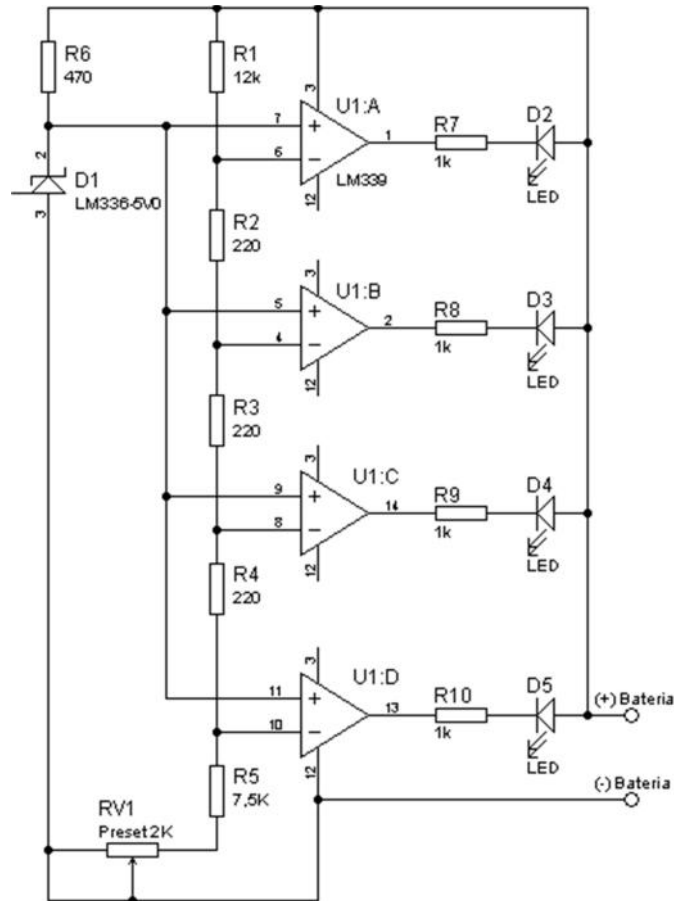 R6
470
R1
12k
3
U1:A
7
+
6
−
1
12
LM339
R7
1k
D2
LED
2
D1
LM336-5V0
3
R2
220
3
U1:B
5
+
4
−
2
12
R8
1k
D3
LED
R3
220
3
U1:C
9
+
8
−
14
12
R9
1k
D4
LED
R4
220
3
U1:D
11
+
10
−
13
12
R10
1k
D5
LED
(+) Bateria
(-) Bateria
R5
7,5K
RV1
Preset 2K